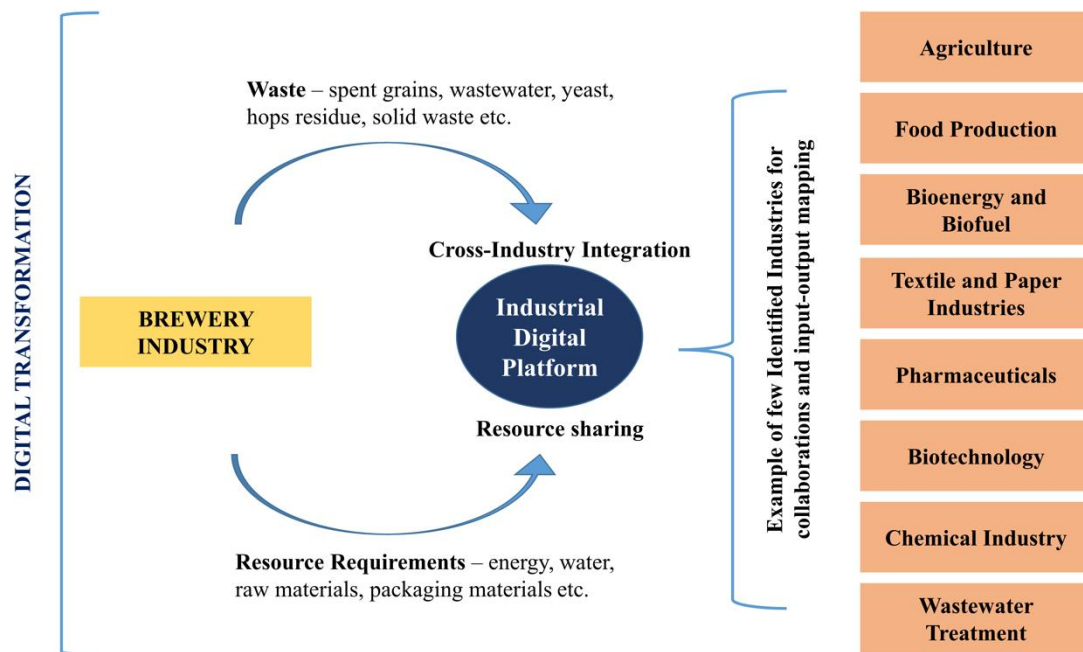 DIGITAL TRANSFORMATION
Waste – spent grains, wastewater, yeast,
hops residue, solid waste etc.
BREWERY
INDUSTRY
Cross-Industry Integration
Industrial
Digital
Platform
Resource sharing
Resource Requirements – energy, water,
raw materials, packaging materials etc.
Example of few Identified Industries for
collaborations and input-output mapping
Agriculture
Food Production
Bioenergy and
Biofuel
Textile and Paper
Industries
Pharmaceuticals
Biotechnology
Chemical Industry
Wastewater
Treatment